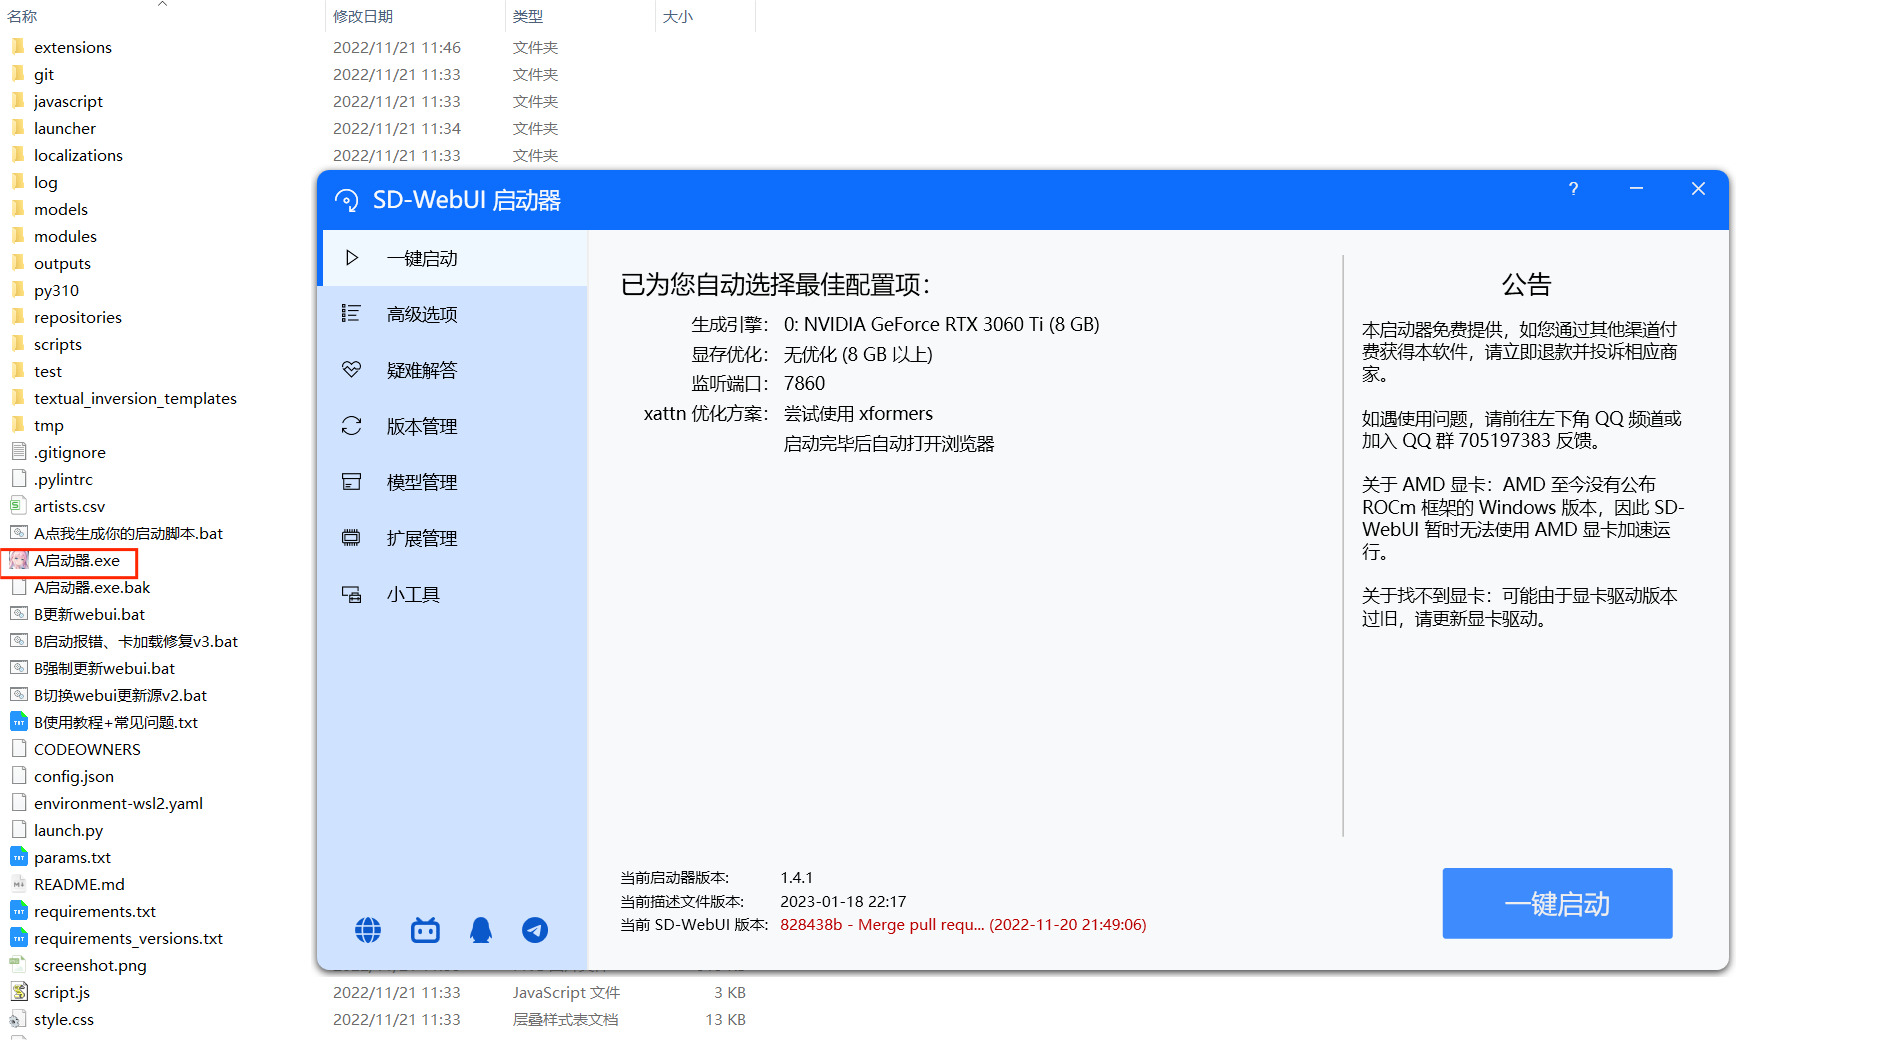 名称 修改日期 类型 大小
extensions 2022/11/21 11:46 文件夹
git 2022/11/21 11:33 文件夹
javascript 2022/11/21 11:33 文件夹
launcher 2022/11/21 11:34 文件夹
localizations 2022/11/21 11:33 文件夹
log
models
modules
outputs
py310
repositories
scripts
test
textual_inversion_templates
tmp
.gitignore
.pylintrc
artists.csv
A点我生成你的启动脚本.bat
A启动器.exe
A启动器.exe.bak
B更新webui.bat
B启动报错、卡加载修复v3.bat
B强制更新webui.bat
B切换webui更新源v2.bat
B使用教程+常见问题.txt
CODEOWNERS
config.json
environment-wsl2.yaml
launch.py
params.txt
README.md
requirements.txt
requirements_versions.txt
screenshot.png
script.js 2022/11/21 11:33 JavaScript 文件 3 KB
style.css 2022/11/21 11:33 层叠样式表文档 13 KB
SD-WebUI 启动器
一键启动
高级选项
疑难解答
版本管理
模型管理
扩展管理
小工具
已为您自动选择最佳配置项：
生成引擎： 0: NVIDIA GeForce RTX 3060 Ti (8 GB)
显存优化： 无优化 (8 GB 以上)
监听端口： 7860
xattn 优化方案： 尝试使用 xformers
启动完毕后自动打开浏览器
公告
本启动器免费提供，如您通过其他渠道付
费获得本软件，请立即退款并投诉相应商
家。
如遇使用问题，请前往左下角 QQ 频道或
加入 QQ 群 705197383 反馈。
关于 AMD 显卡：AMD 至今没有公布
ROCm 框架的 Windows 版本，因此 SD-
WebUI 暂时无法使用 AMD 显卡加速运
行。
关于找不到显卡：可能由于显卡驱动版本
过旧，请更新显卡驱动。
当前启动器版本: 1.4.1
当前描述文件版本: 2023-01-18 22:17
当前 SD-WebUI 版本: 828438b - Merge pull requ... (2022-11-20 21:49:06)
一键启动